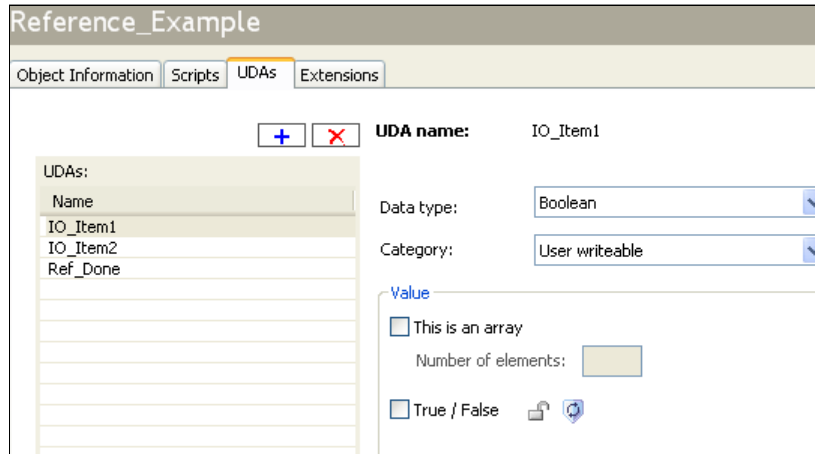 Reference_Example
Object Information Scripts UDAs Extensions
UDA name: IO_Item1
UDAs:
Name
IO_Item1
IO_Item2
Ref_Done
Data type: Boolean
Category: User writeable
Value
This is an array
Number of elements:
True / False